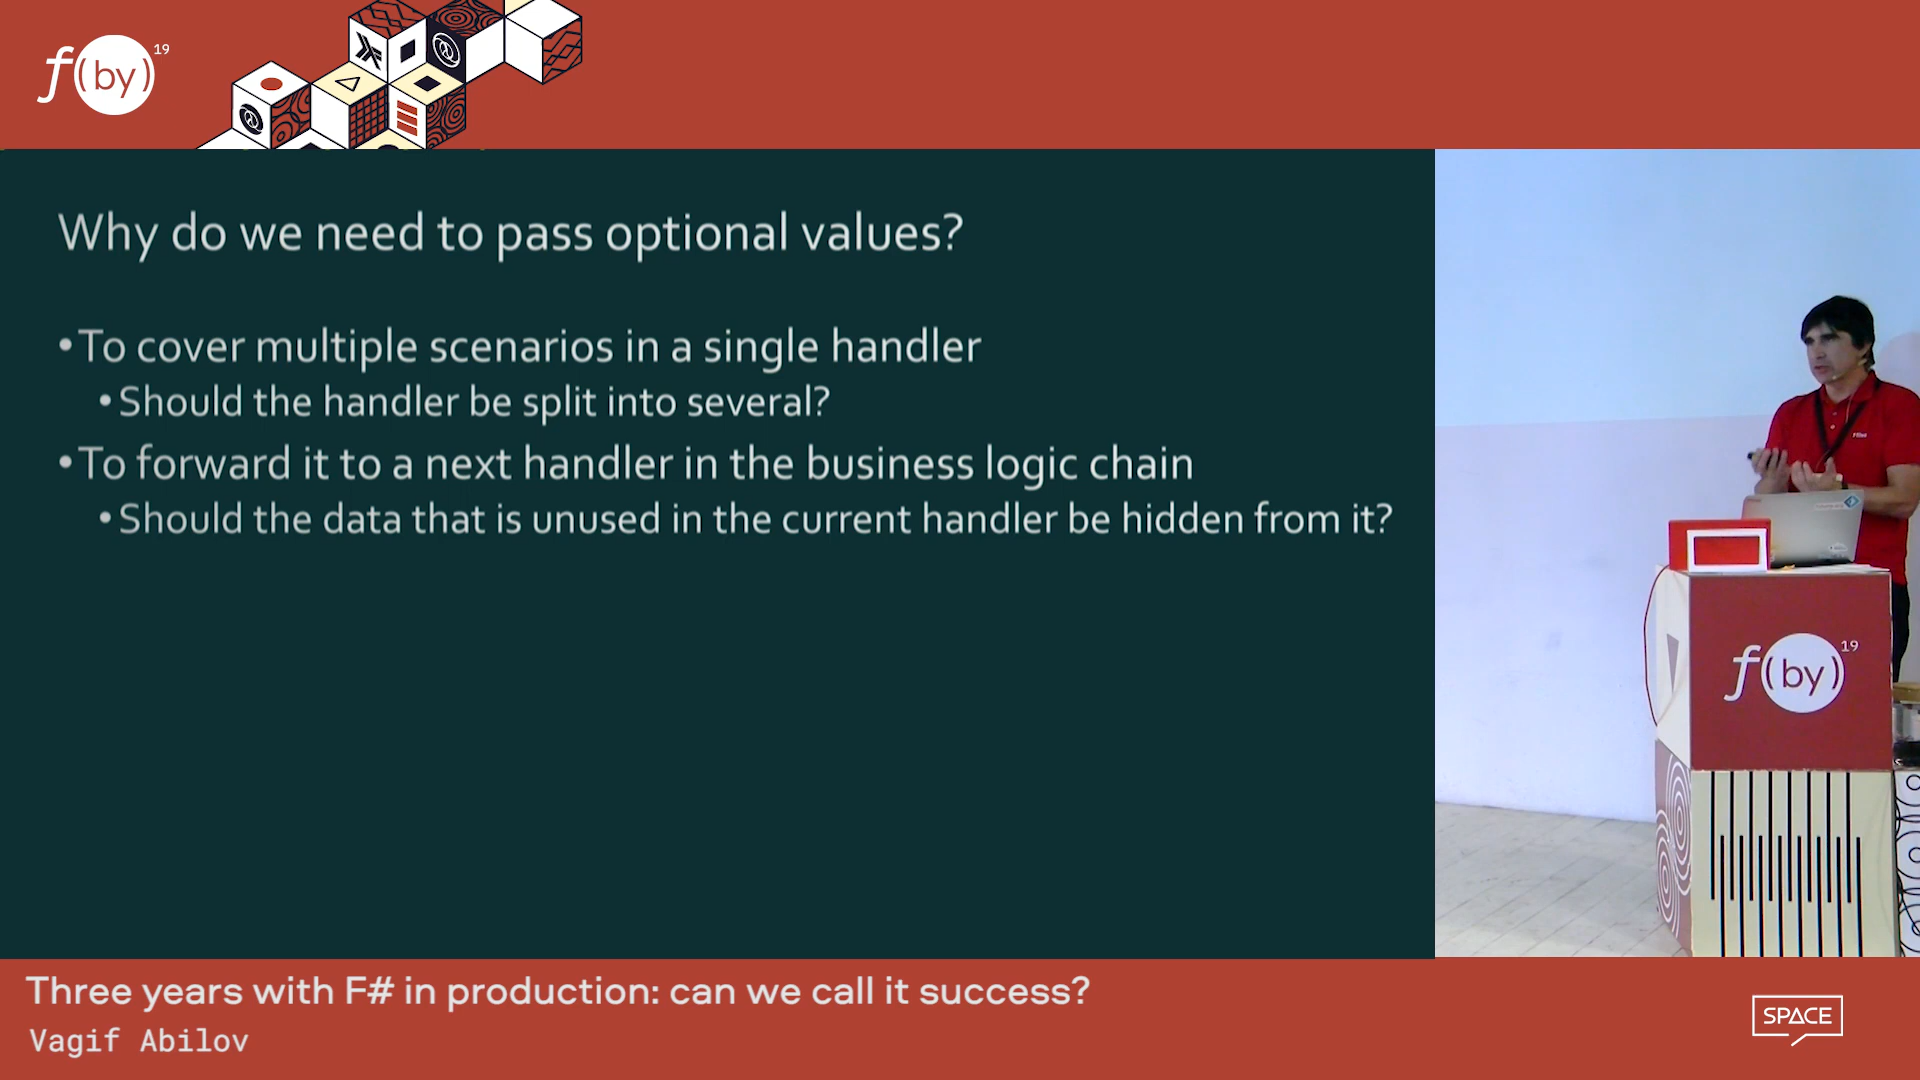 f(by) 19
Why do we need to pass optional values?
•To cover multiple scenarios in a single handler
•Should the handler be split into several?
•To forward it to a next handler in the business logic chain
•Should the data that is unused in the current handler be hidden from it?
f(by) 19
Three years with F# in production: can we call it success?
Vagif Abilov
SPACE